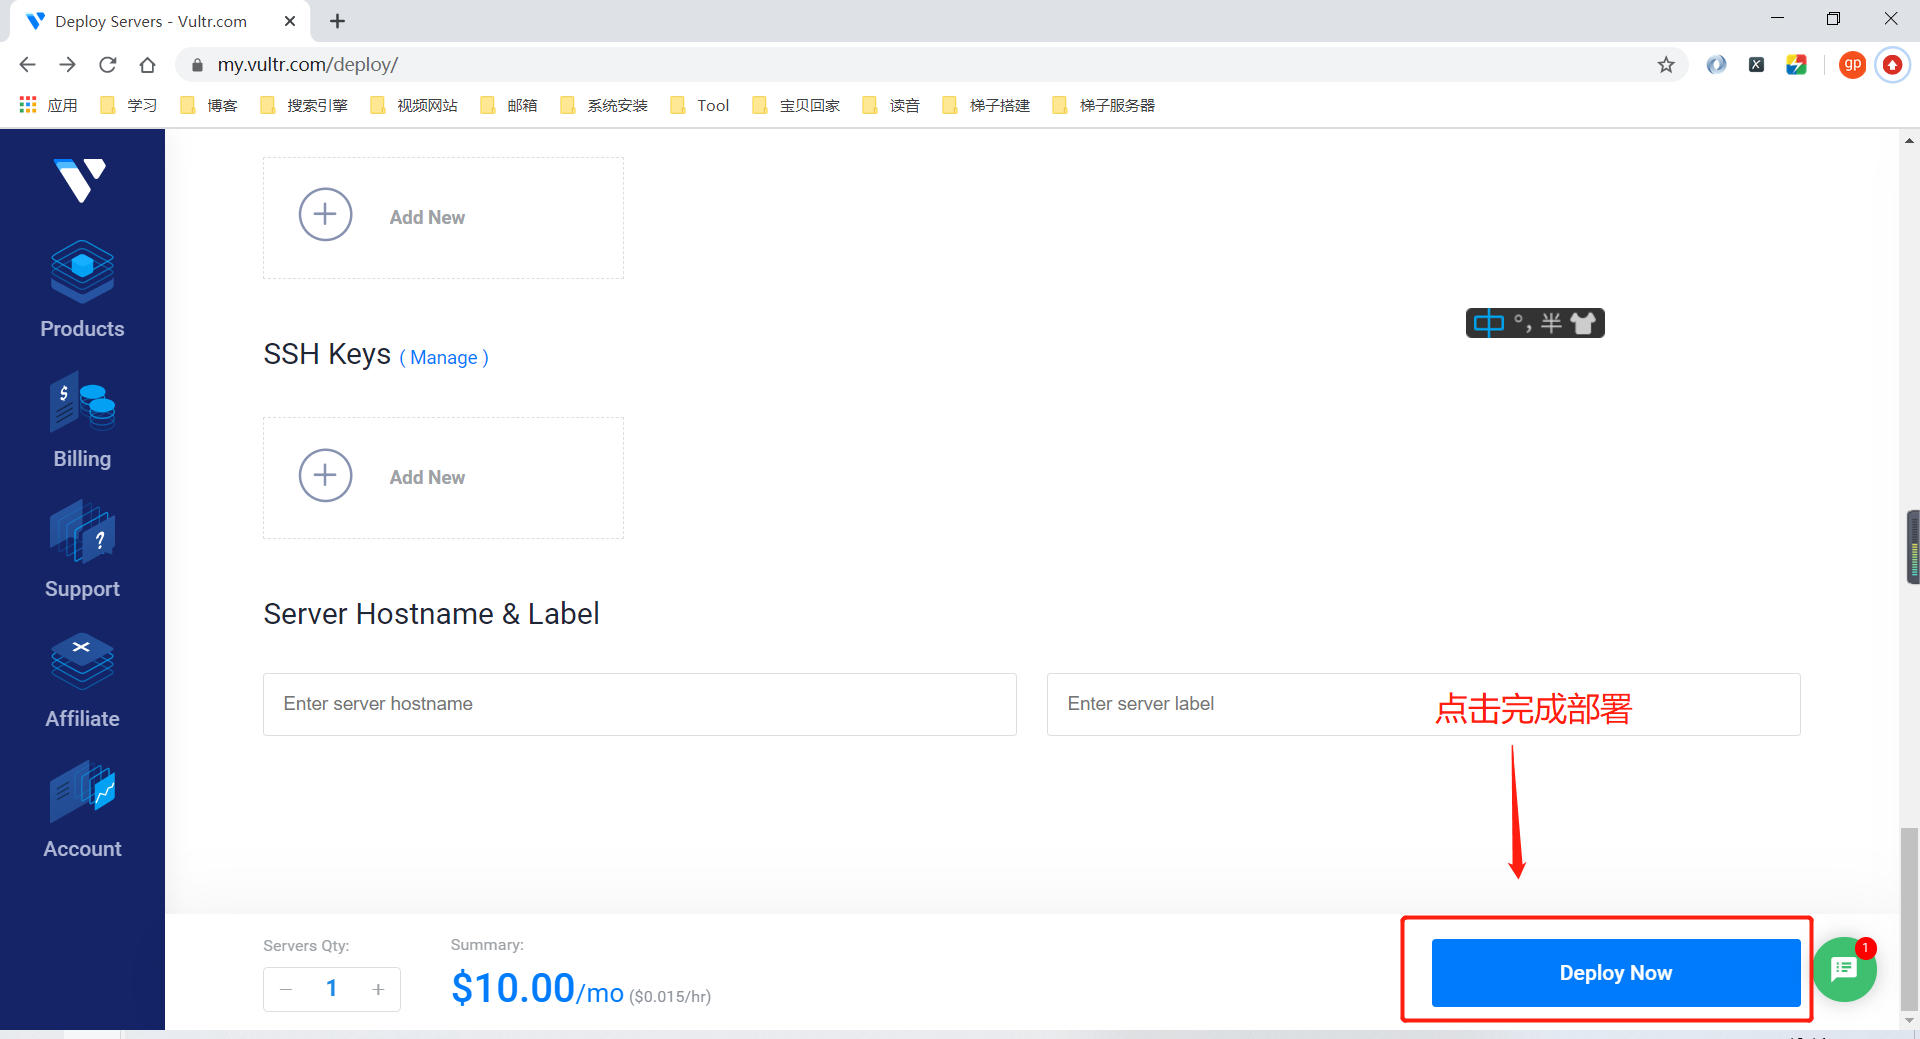 Deploy Servers - Vultr.com
my.vultr.com/deploy/
gp
应用 学习 博客 搜索引擎 视频网站 邮箱 系统安装 Tool 宝贝回家 读音 梯子搭建 梯子服务器
Products
Billing
Support
Affiliate
Account
Add New
中 °, 半
SSH Keys ( Manage )
Add New
Server Hostname & Label
Enter server hostname
Enter server label
点击完成部署
Servers Qty:
1
Summary:
$10.00/mo ($0.015/hr)
Deploy Now
1